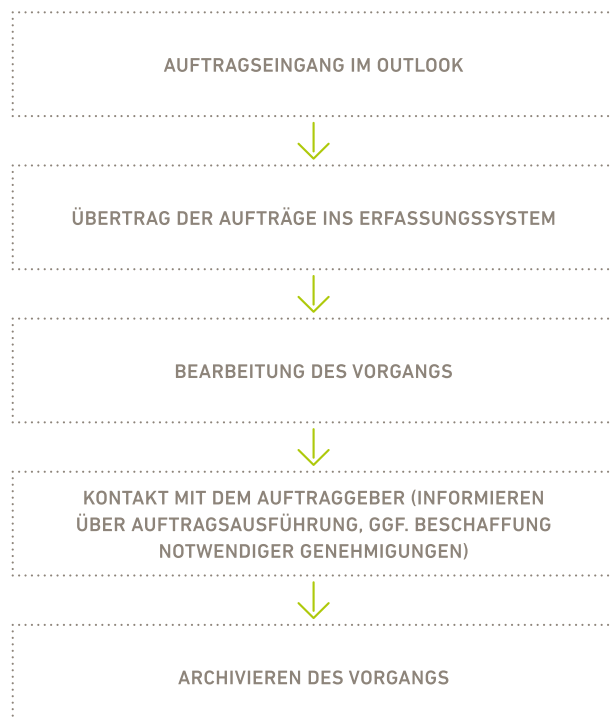 AUFTRAGSEINGANG IM OUTLOOK
ÜBERTRAG DER AUFTRÄGE INS ERFASSUNGSSYSTEM
BEARBEITUNG DES VORGANGS
KONTAKT MIT DEM AUFTRAGGEBER (INFORMIEREN
ÜBER AUFTRAGSAUSFÜHRUNG, GGF. BESCHAFFUNG
NOTWENDIGER GENEHMIGUNGEN)
ARCHIVIEREN DES VORGANGS